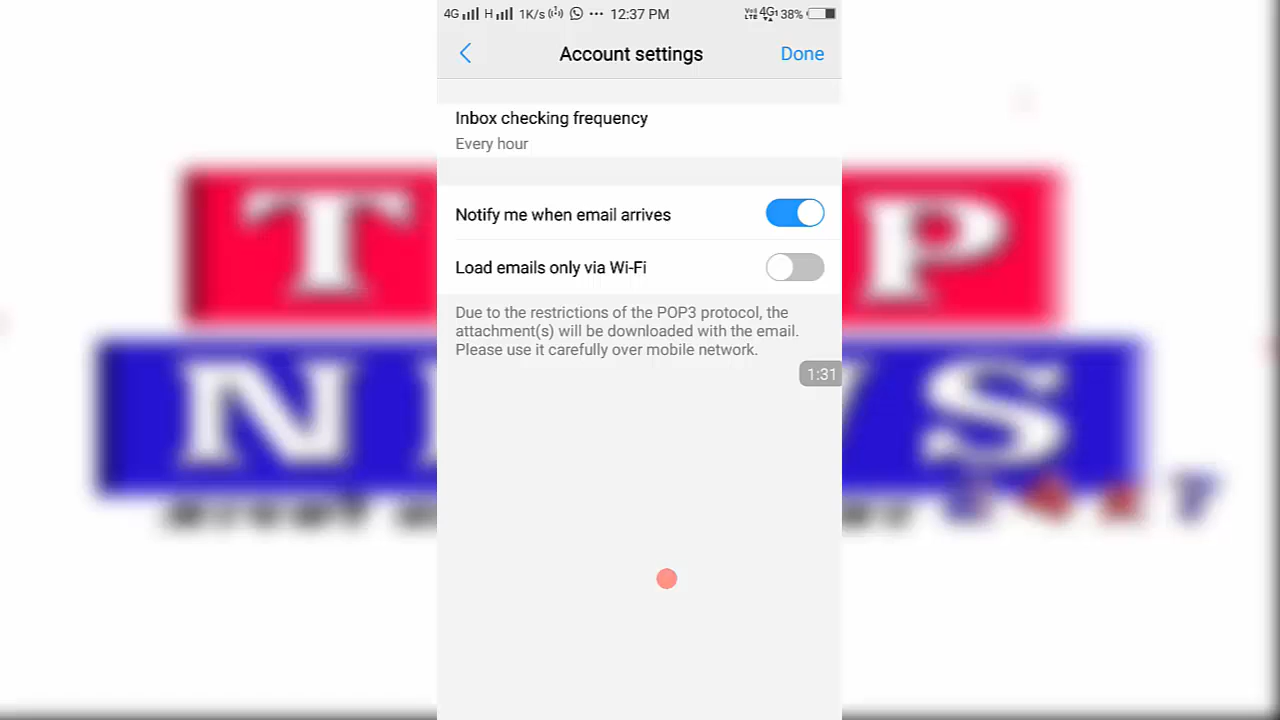 4G H 1K/s ... 12:37 PM VoLTE 4G 38%
Account settings Done
Inbox checking frequency
Every hour
Notify me when email arrives
Load emails only via Wi-Fi
Due to the restrictions of the POP3 protocol, the
attachment(s) will be downloaded with the email.
Please use it carefully over mobile network.
1:31